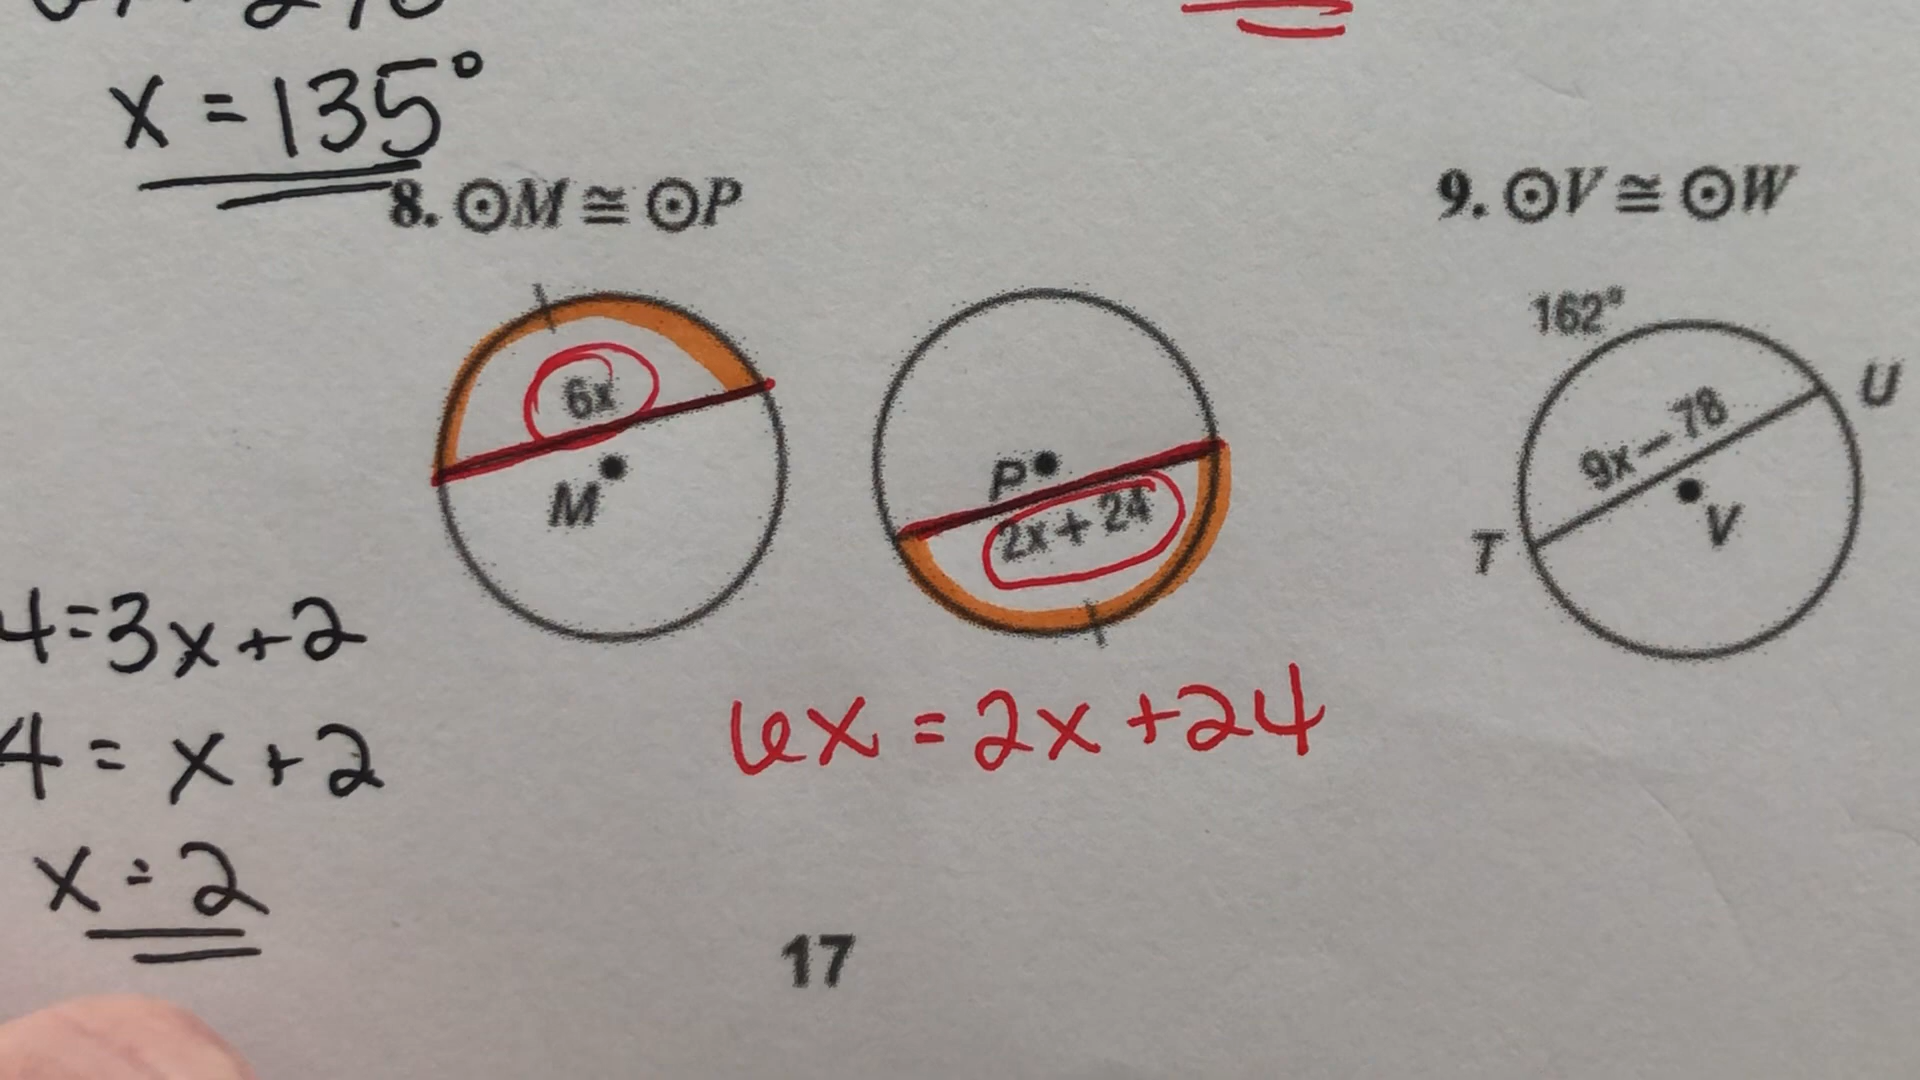 x = 135°
8. ⊙M ≅ ⊙P
9. ⊙V ≅ ⊙W
6x
M
P
2x + 24
162°
U
9x − 78
T
V
4=3x+2
4 = x + 2
x = 2
6x = 2x + 24
17